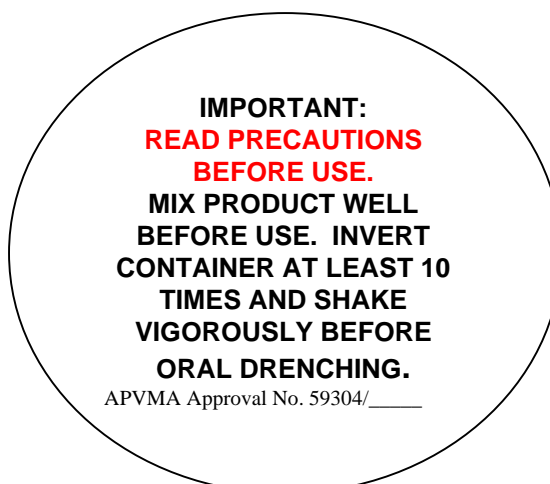 IMPORTANT:
READ PRECAUTIONS
BEFORE USE.
MIX PRODUCT WELL
BEFORE USE.  INVERT
CONTAINER AT LEAST 10
TIMES AND SHAKE
VIGOROUSLY BEFORE
ORAL DRENCHING.
APVMA Approval No. 59304/_____